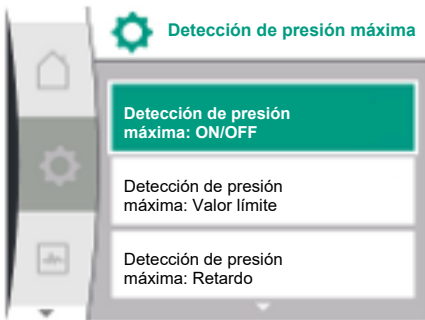 Detección de presión máxima
Detección de presión
máxima: ON/OFF
Detección de presión
máxima: Valor límite
Detección de presión
máxima: Retardo